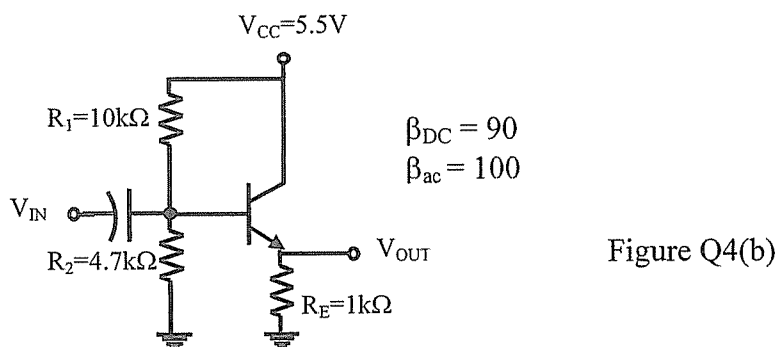 V_CC=5.5V
R₁=10kΩ
β_DC = 90
β_ac = 100
V_IN
R₂=4.7kΩ
V_OUT
R_E=1kΩ
Figure Q4(b)